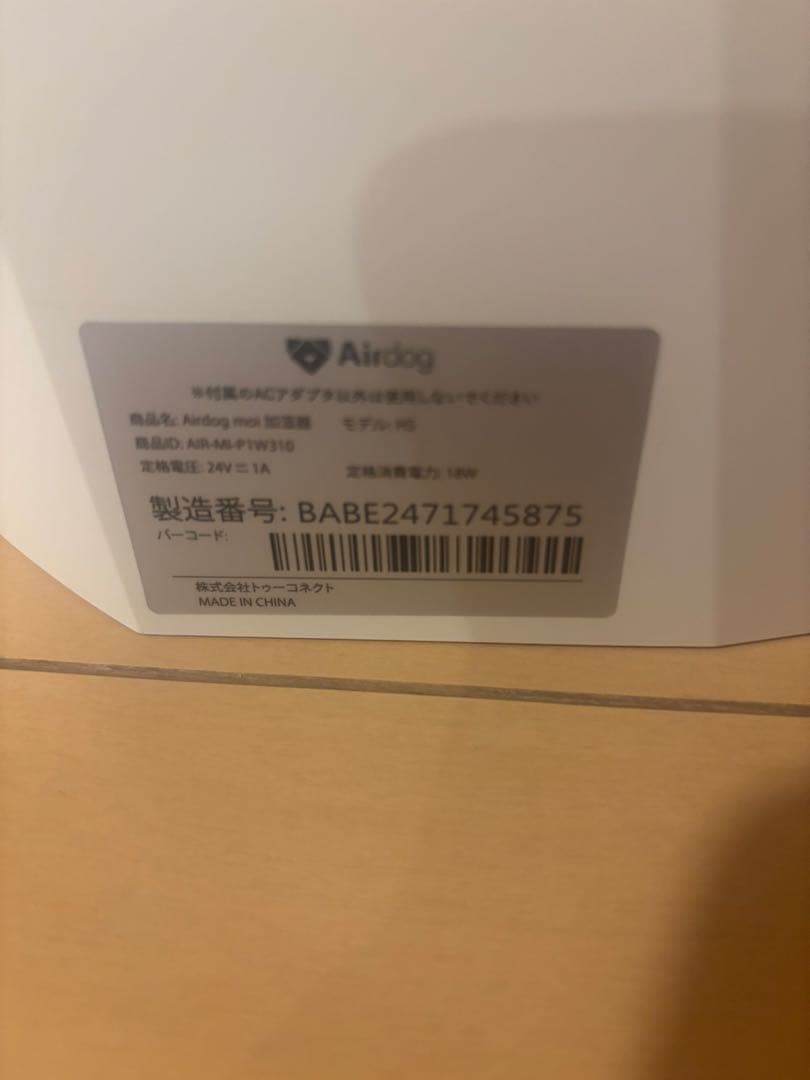 Airdog
※付属のACアダプタ以外は使用しないでください
商品名: Airdog moi 加湿器 モデル: H5
商品ID: AIR-MI-P1W310
定格電圧: 24V⎓1A 定格消費電力: 18W
製造番号: BABE2471745875
バーコード:
株式会社トゥーコネクト
MADE IN CHINA